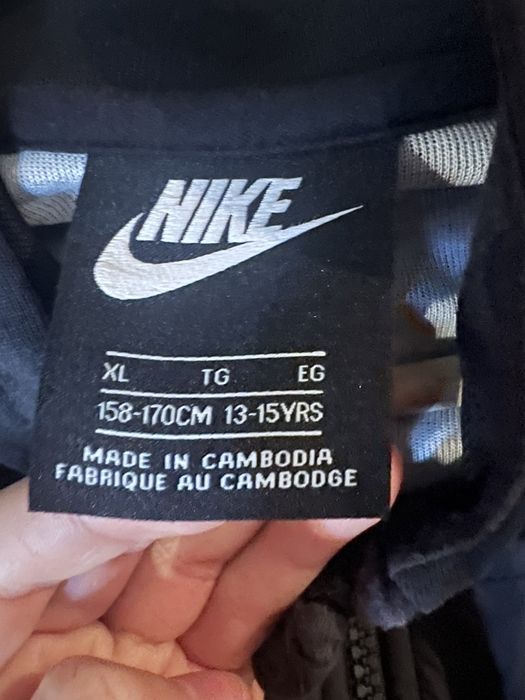 NIKE
XL TG EG
158-170CM 13-15YRS
MADE IN CAMBODIA
FABRIQUE AU CAMBODGE